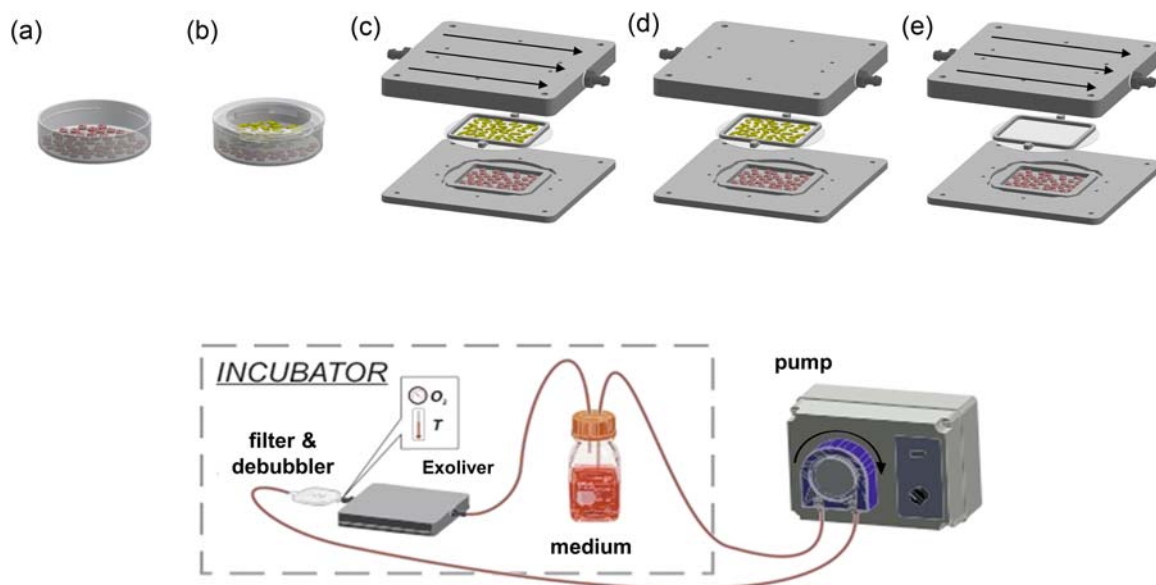 (a)
(b)
(c)
(d)
(e)
INCUBATOR
O₂
T
filter &
debubbler
Exoliver
medium
pump